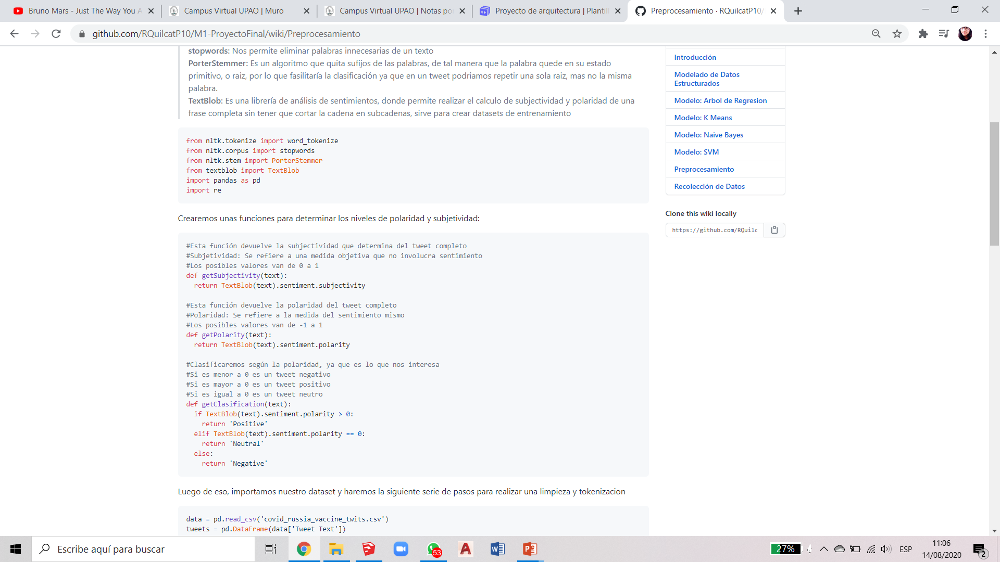 Bruno Mars - Just The Way You A
Campus Virtual UPAO | Muro
Campus Virtual UPAO | Notas po
Proyecto de arquitectura | Plantill
Preprocesamiento · RQuilcatP10/
github.com/RQuilcatP10/M1-ProyectoFinal/wiki/Preprocesamiento
stopwords: Nos permite eliminar palabras innecesarias de un texto
PorterStemmer: Es un algoritmo que quita sufijos de las palabras, de tal manera que la palabra quede en su estado
primitivo, o raiz, por lo que fasilitaría la clasificación ya que en un tweet podriamos repetir una sola raiz, mas no la misma
palabra.
TextBlob: Es una librería de análisis de sentimientos, donde permite realizar el calculo de subjectividad y polaridad de una
frase completa sin tener que cortar la cadena en subcadenas, sirve para crear datasets de entrenamiento
from nltk.tokenize import word_tokenize
from nltk.corpus import stopwords
from nltk.stem import PorterStemmer
from textblob import TextBlob
import pandas as pd
import re
Crearemos unas funciones para determinar los niveles de polaridad y subjetividad:
#Esta función devuelve la subjectividad que determina del tweet completo
#Subjetividad: Se refiere a una medida objetiva que no involucra sentimiento
#Los posibles valores van de 0 a 1
def getSubjectivity(text):
  return TextBlob(text).sentiment.subjectivity
#Esta función devuelve la polaridad del tweet completo
#Polaridad: Se refiere a la medida del sentimiento mismo
#Los posibles valores van de -1 a 1
def getPolarity(text):
  return TextBlob(text).sentiment.polarity
#Clasificaremos según la polaridad, ya que es lo que nos interesa
#Si es menor a 0 es un tweet negativo
#Si es mayor a 0 es un tweet positivo
#Si es igual a 0 es un tweet neutro
def getClasification(text):
  if TextBlob(text).sentiment.polarity > 0:
    return 'Positive'
  elif TextBlob(text).sentiment.polarity == 0:
    return 'Neutral'
  else:
    return 'Negative'
Luego de eso, importamos nuestro dataset y haremos la siguiente serie de pasos para realizar una limpieza y tokenizacion
data = pd.read_csv('covid_russia_vaccine_twits.csv')
tweets = pd.DataFrame(data['Tweet Text'])
Introducción
Modelado de Datos
Estructurados
Modelo: Arbol de Regresion
Modelo: K Means
Modelo: Naive Bayes
Modelo: SVM
Preprocesamiento
Recolección de Datos
Clone this wiki locally
https://github.com/RQuilc
Escribe aquí para buscar
53
27%
ESP
11:06
14/08/2020
2